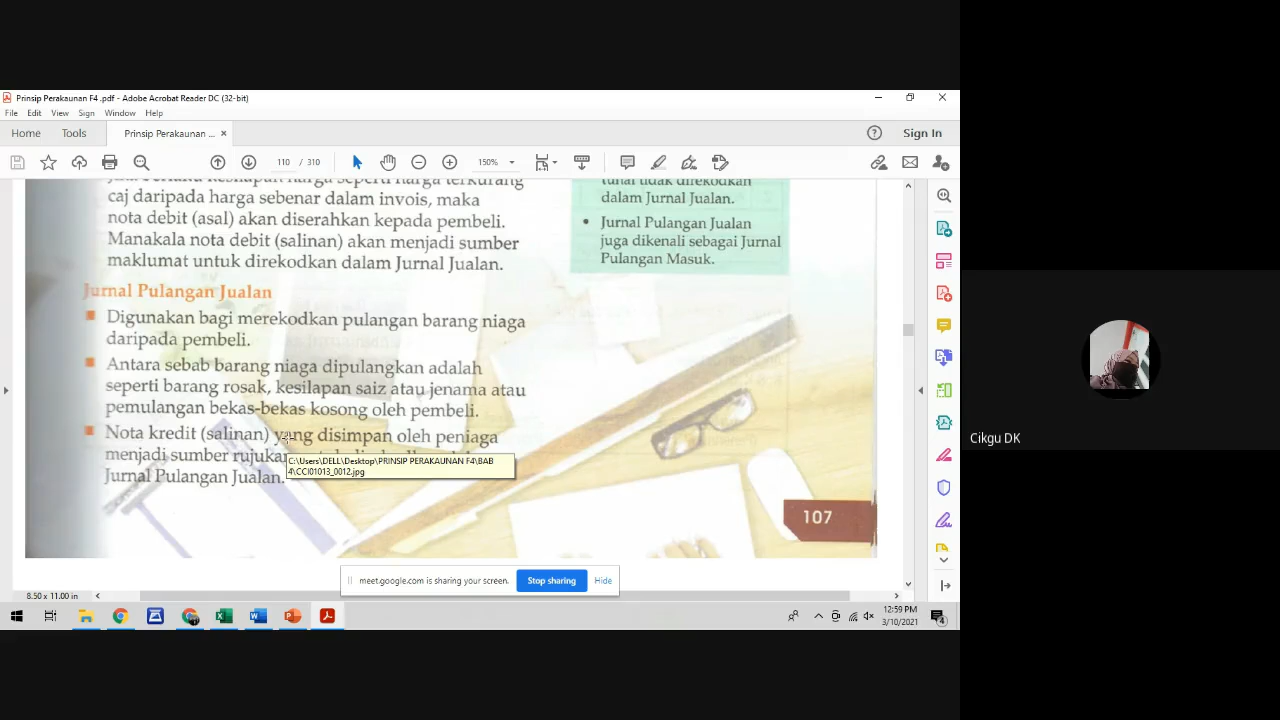 Prinsip Perakaunan F4 .pdf - Adobe Acrobat Reader DC (32-bit)
File Edit View Sign Window Help
Home Tools Prinsip Perakaunan ... × Sign In
110 / 310 150%
caj daripada harga sebenar dalam invois, maka
nota debit (asal) akan diserahkan kepada pembeli.
Manakala nota debit (salinan) akan menjadi sumber
maklumat untuk direkodkan dalam Jurnal Jualan.
tunai tidak direkodkan
dalam Jurnal Jualan.
• Jurnal Pulangan Jualan
juga dikenali sebagai Jurnal
Pulangan Masuk.
Jurnal Pulangan Jualan
Digunakan bagi merekodkan pulangan barang niaga
daripada pembeli.
Antara sebab barang niaga dipulangkan adalah
seperti barang rosak, kesilapan saiz atau jenama atau
pemulangan bekas-bekas kosong oleh pembeli.
Nota kredit (salinan) yang disimpan oleh peniaga
menjadi sumber
Jurnal Pulangan Jualan.
C:\Users\DELL\Desktop\PRINSIP PERAKAUNAN F4\BAB
4\CCI01013_0012.jpg
107
meet.google.com is sharing your screen. Stop sharing Hide
8.50 x 11.00 in
12:59 PM
3/10/2021
4
Cikgu DK